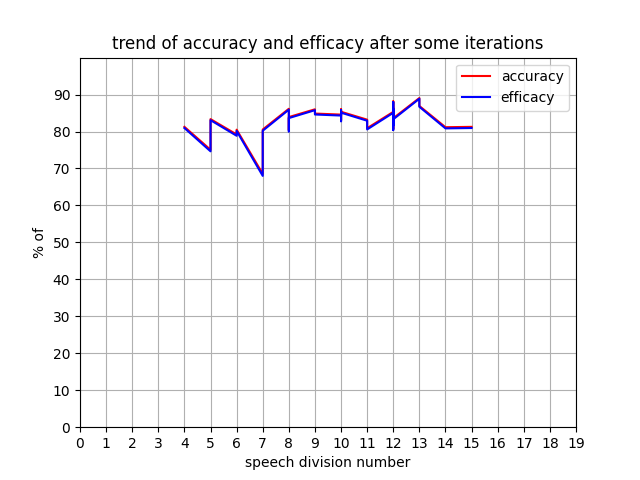 trend of accuracy and efficacy after some iterations
accuracy
efficacy
90
80
70
60
50
40
30
20
10
0
% of
0 1 2 3 4 5 6 7 8 9 10 11 12 13 14 15 16 17 18 19
speech division number